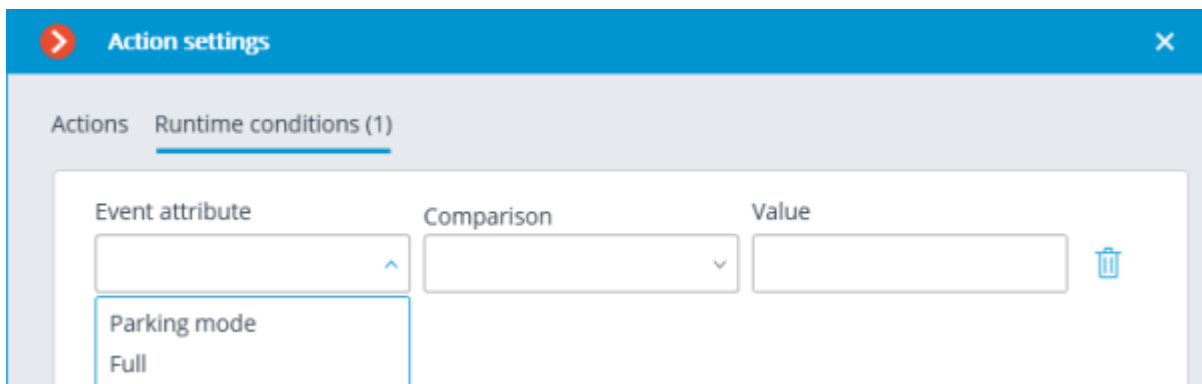 Action settings
Actions Runtime conditions (1)
Event attribute Comparison Value
Parking mode
Full